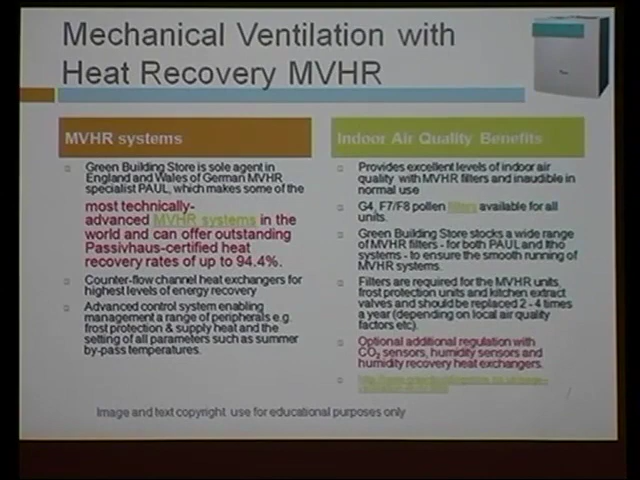 Mechanical Ventilation with
Heat Recovery MVHR
MVHR systems
Green Building Store is sole agent in
England and Wales of German MVHR
specialist PAUL, which makes some of the
most technically-
advanced MVHR systems in the
world and can offer outstanding
Passivhaus-certified heat
recovery rates of up to 94.4%.
Counter-flow channel heat exchangers for
highest levels of energy recovery
Advanced control system enabling
management a range of peripherals e.g.
frost protection & supply heat and the
setting of all parameters such as summer
by-pass temperatures.
Indoor Air Quality Benefits
Provides excellent levels of indoor air
quality with MVHR filters and inaudible in
normal use
G4, F7/F8 pollen filters available for all
units.
Green Building Store stocks a wide range
of MVHR filters - for both PAUL and Itho
systems - to ensure the smooth running of
MVHR systems.
Filters are required for the MVHR units,
frost protection units and kitchen extract
valves and should be replaced 2 - 4 times
a year (depending on local air quality
factors etc).
Optional additional regulation with
CO2 sensors, humidity sensors and
humidity recovery heat exchangers.
Image and text copyright use for educational purposes only